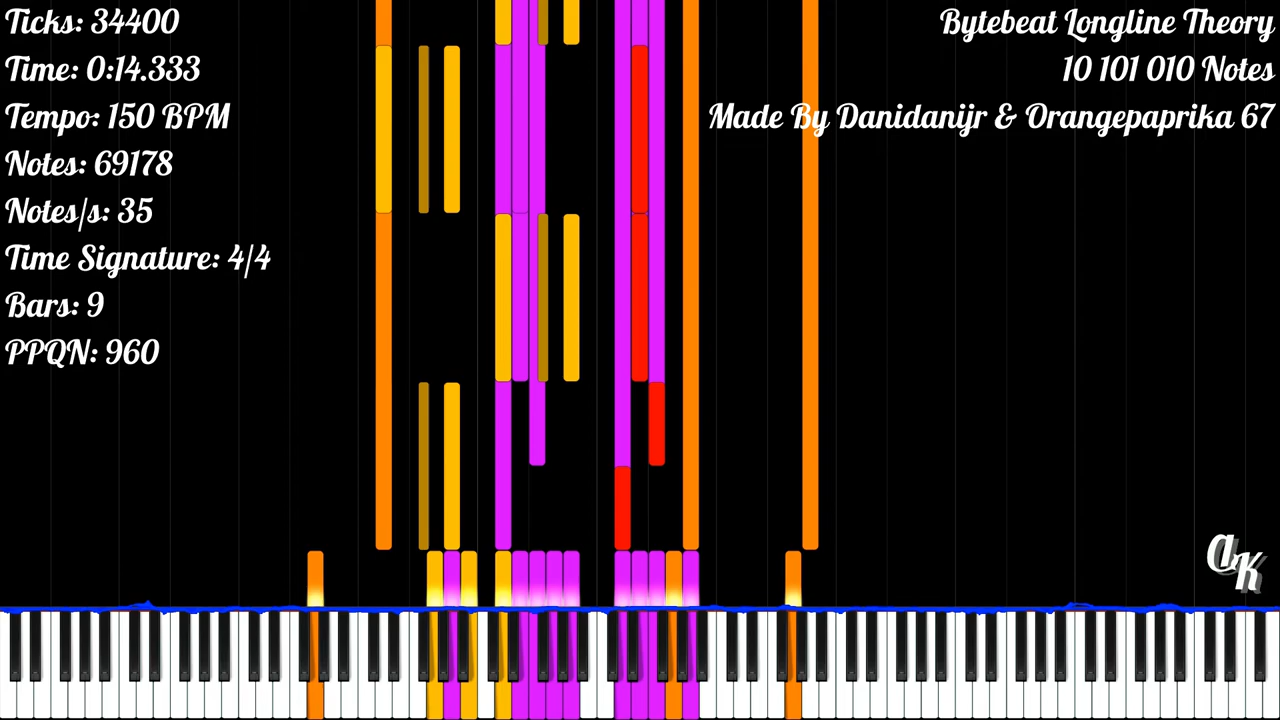 Ticks: 34400
Time: 0:14.333
Tempo: 150 BPM
Notes: 69178
Notes/s: 35
Time Signature: 4/4
Bars: 9
PPQN: 960
Bytebeat Longline Theory
10 101 010 Notes
Made By Danidanijr & Orangepaprika 67
aK